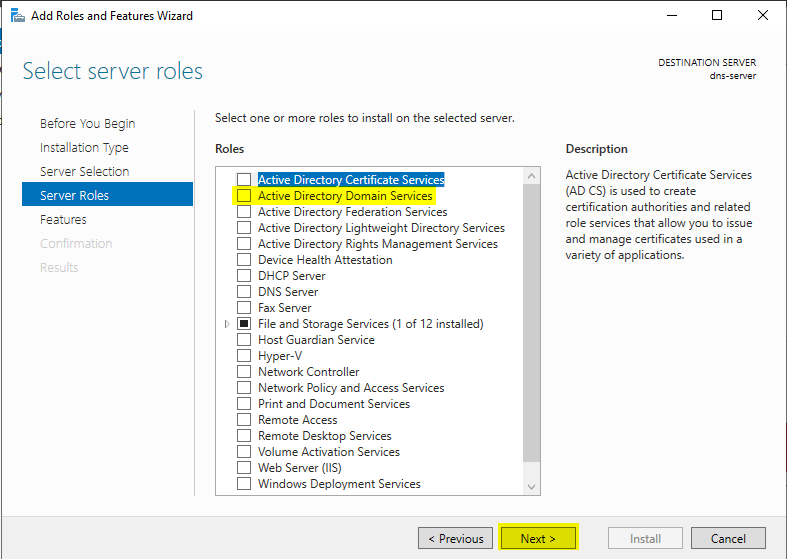 Add Roles and Features Wizard
Select server roles
DESTINATION SERVER
dns-server
Before You Begin
Installation Type
Server Selection
Server Roles
Features
Confirmation
Results
Select one or more roles to install on the selected server.
Roles
Active Directory Certificate Services
Active Directory Domain Services
Active Directory Federation Services
Active Directory Lightweight Directory Services
Active Directory Rights Management Services
Device Health Attestation
DHCP Server
DNS Server
Fax Server
File and Storage Services (1 of 12 installed)
Host Guardian Service
Hyper-V
Network Controller
Network Policy and Access Services
Print and Document Services
Remote Access
Remote Desktop Services
Volume Activation Services
Web Server (IIS)
Windows Deployment Services
Description
Active Directory Certificate Services
(AD CS) is used to create
certification authorities and related
role services that allow you to issue
and manage certificates used in a
variety of applications.
< Previous
Next >
Install
Cancel